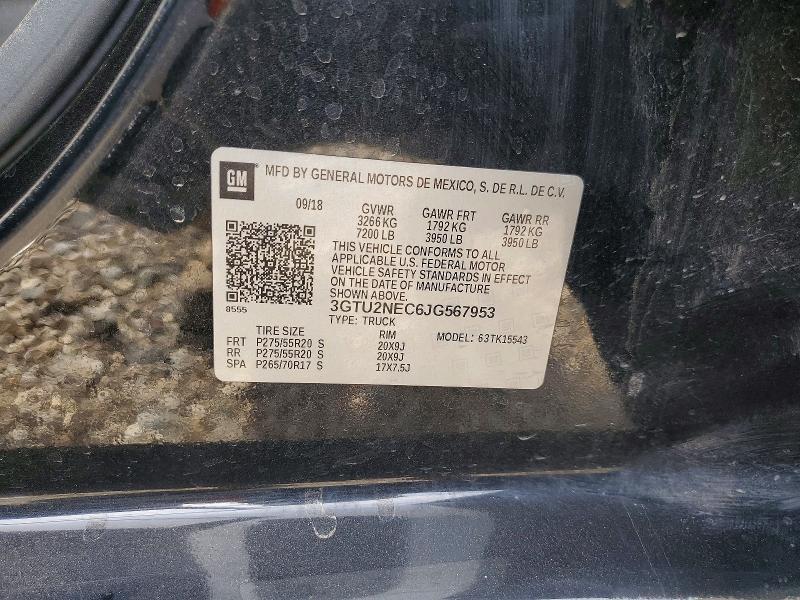 GM MFD BY GENERAL MOTORS DE MEXICO, S. DE R.L. DE C.V.
09/18 GVWR GAWR FRT GAWR RR
3266 KG 1792 KG 1792 KG
7200 LB 3950 LB 3950 LB
THIS VEHICLE CONFORMS TO ALL
APPLICABLE U.S. FEDERAL MOTOR
VEHICLE SAFETY STANDARDS IN EFFECT
ON THE DATE OF MANUFACTURE
SHOWN ABOVE.
8555
3GTU2NEC6JG567953
TYPE: TRUCK
TIRE SIZE RIM MODEL: 63TK15543
FRT P275/55R20 S 20X9J
RR P275/55R20 S 20X9J
SPA P265/70R17 S 17X7.5J